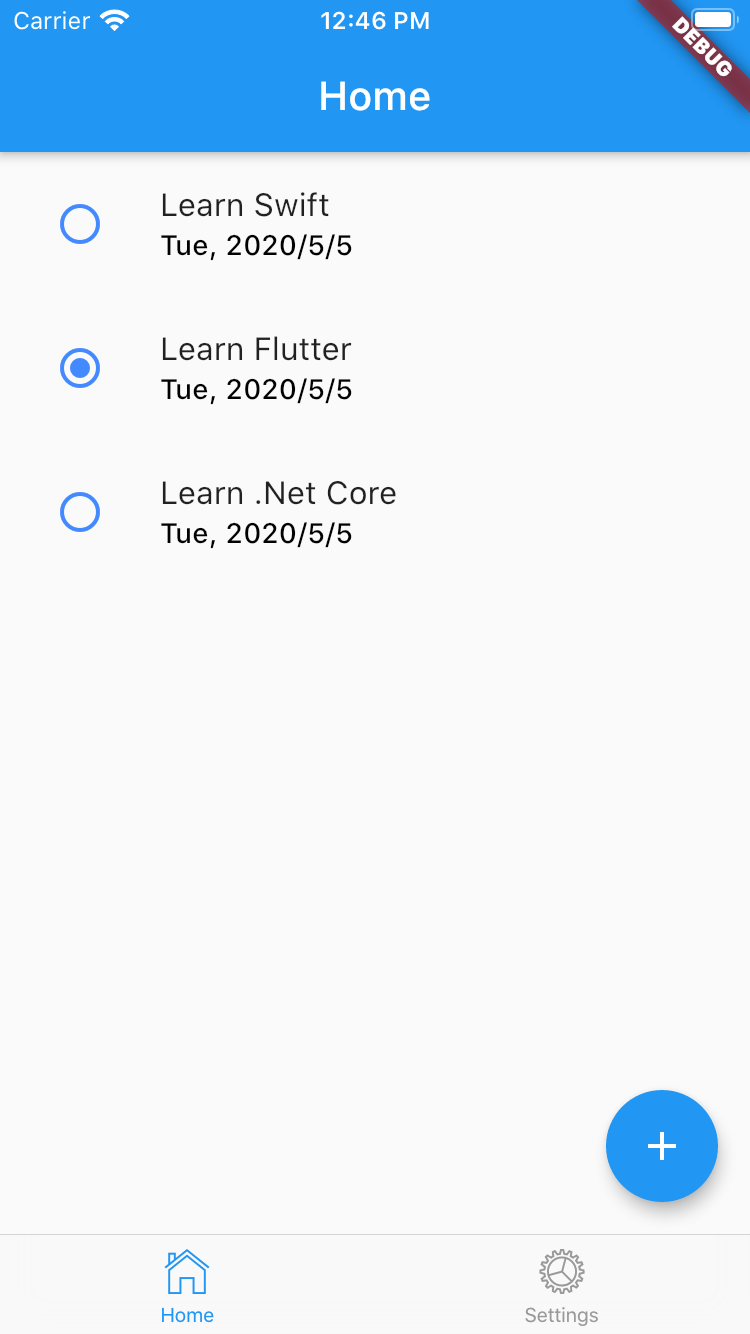 Carrier 12:46 PM
DEBUG
Home
Learn Swift
Tue, 2020/5/5
Learn Flutter
Tue, 2020/5/5
Learn .Net Core
Tue, 2020/5/5
Home Settings